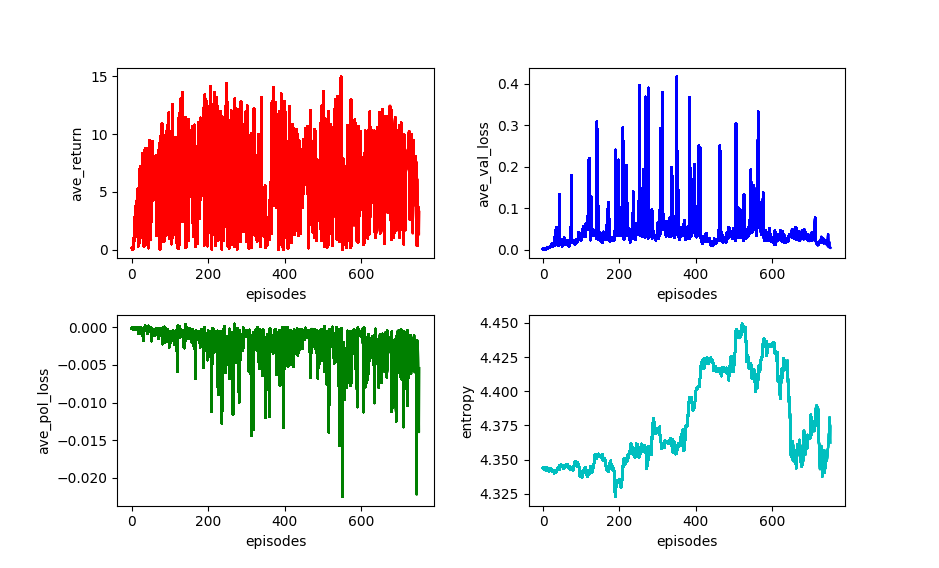 15
10
5
0
ave_return
0 200 400 600
episodes
0.4
0.3
0.2
0.1
0.0
ave_val_loss
0 200 400 600
episodes
0.000
−0.005
−0.010
−0.015
−0.020
ave_pol_loss
0 200 400 600
episodes
4.450
4.425
4.400
4.375
4.350
4.325
entropy
0 200 400 600
episodes